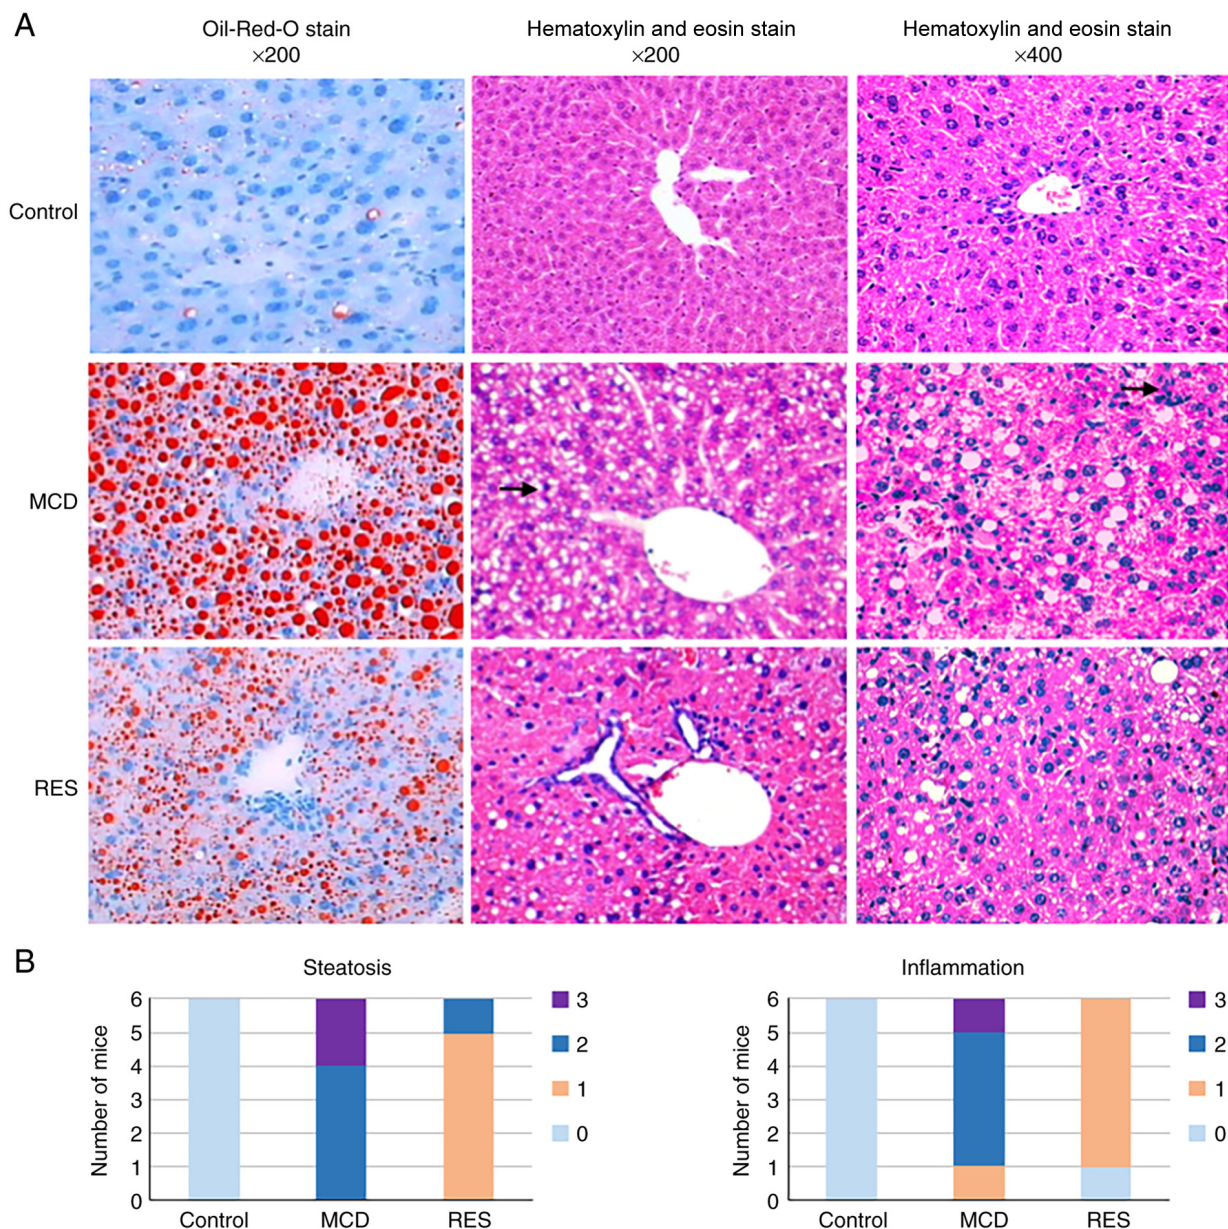 A
Oil-Red-O stain
×200
Hematoxylin and eosin stain
×200
Hematoxylin and eosin stain
×400
Control
MCD
RES
B
Steatosis
Number of mice
6
5
4
3
2
1
0
Control MCD RES
3
2
1
0
Inflammation
Number of mice
6
5
4
3
2
1
0
Control MCD RES
3
2
1
0